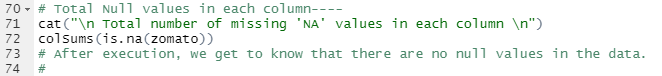 70 # Total Null values in each column----
71 cat("\n Total number of missing 'NA' values in each column \n")
72 colSums(is.na(zomato))
73 # After execution, we get to know that there are no null values in the data.
74 #